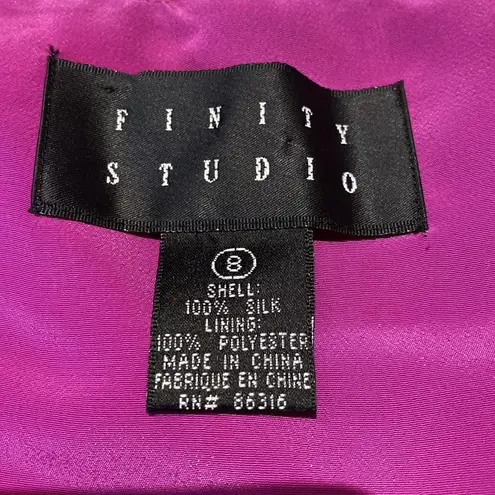 FINITY
STUDIO
8
SHELL:
100% SILK
LINING:
100% POLYESTER
MADE IN CHINA
FABRIQUE EN CHINE
RN# 86316